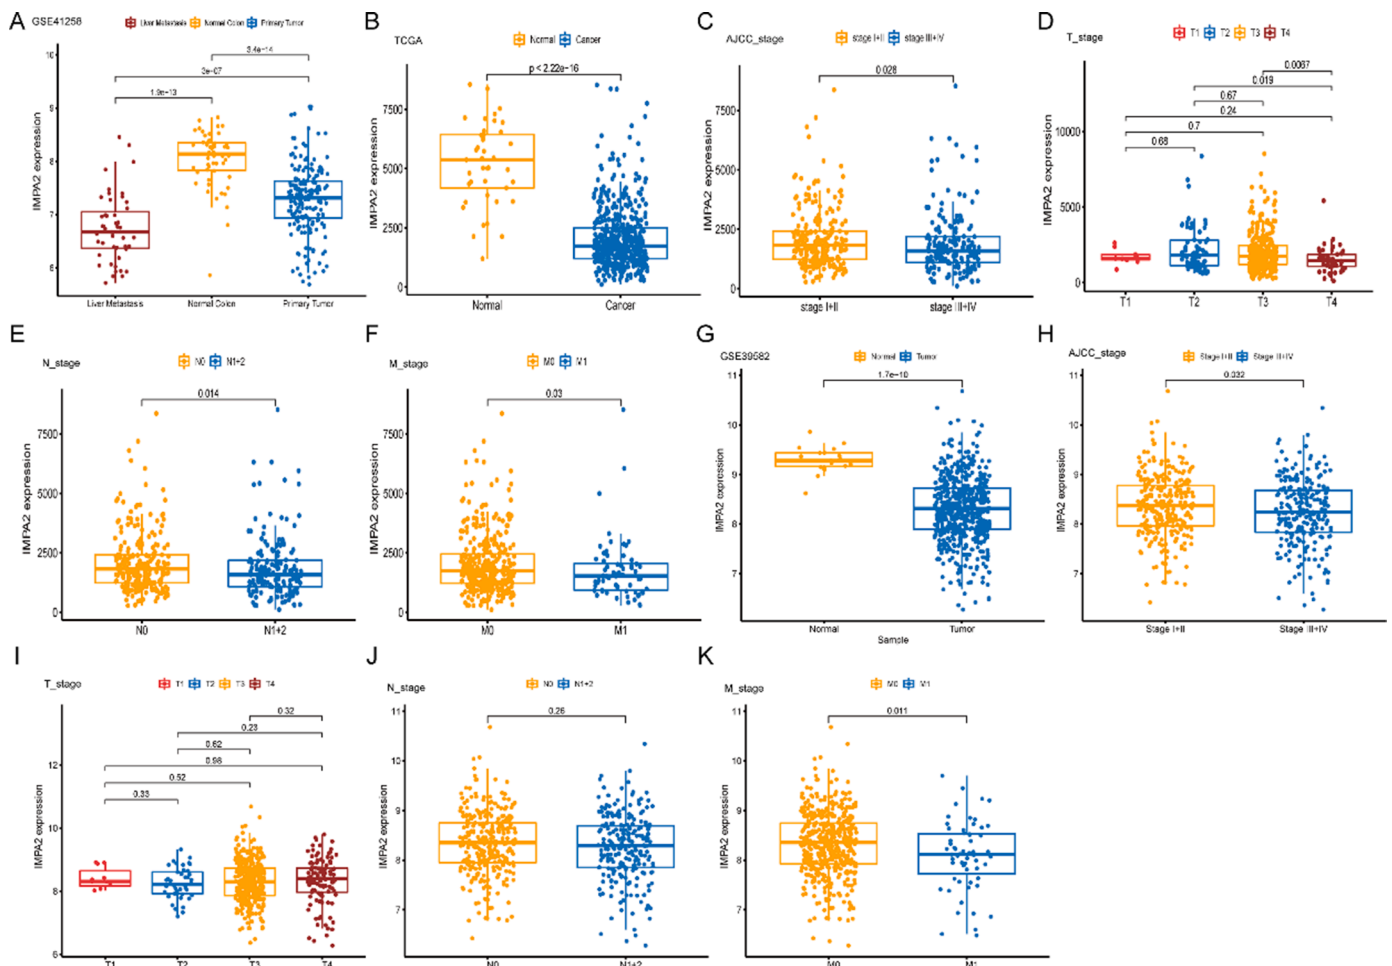 A
GSE41258
Liver Metastasis Normal Colon Primary Tumor
3.4e-14
3e-07
1.9e-13
IMPA2 expression
10
9
8
7
6
Liver Metastasis Normal Colon Primary Tumor
B
TCGA
Normal Cancer
p < 2.22e-16
IMPA2 expression
7500
5000
2500
0
Normal Cancer
C
AJCC_stage
stage I+II stage III+IV
0.028
IMPA2 expression
7500
5000
2500
0
stage I+II stage III+IV
D
T_stage
T1 T2 T3 T4
0.0067
0.019
0.67
0.24
0.7
0.68
IMPA2 expression
10000
5000
0
T1 T2 T3 T4
E
N_stage
N0 N1+2
0.014
IMPA2 expression
7500
5000
2500
0
N0 N1+2
F
M_stage
M0 M1
0.03
IMPA2 expression
7500
5000
2500
0
M0 M1
G
GSE39582
Normal Tumor
1.7e-10
IMPA2 expression
11
10
9
8
7
Normal Tumor
Sample
H
AJCC_stage
Stage I+II Stage III+IV
0.032
IMPA2 expression
11
10
9
8
7
Stage I+II Stage III+IV
I
T_stage
T1 T2 T3 T4
0.32
0.23
0.62
0.98
0.52
0.33
IMPA2 expression
12
10
8
6
T1 T2 T3 T4
J
N_stage
N0 N1+2
0.26
IMPA2 expression
11
10
9
8
7
N0 N1+2
K
M_stage
M0 M1
0.011
IMPA2 expression
11
10
9
8
7
M0 M1